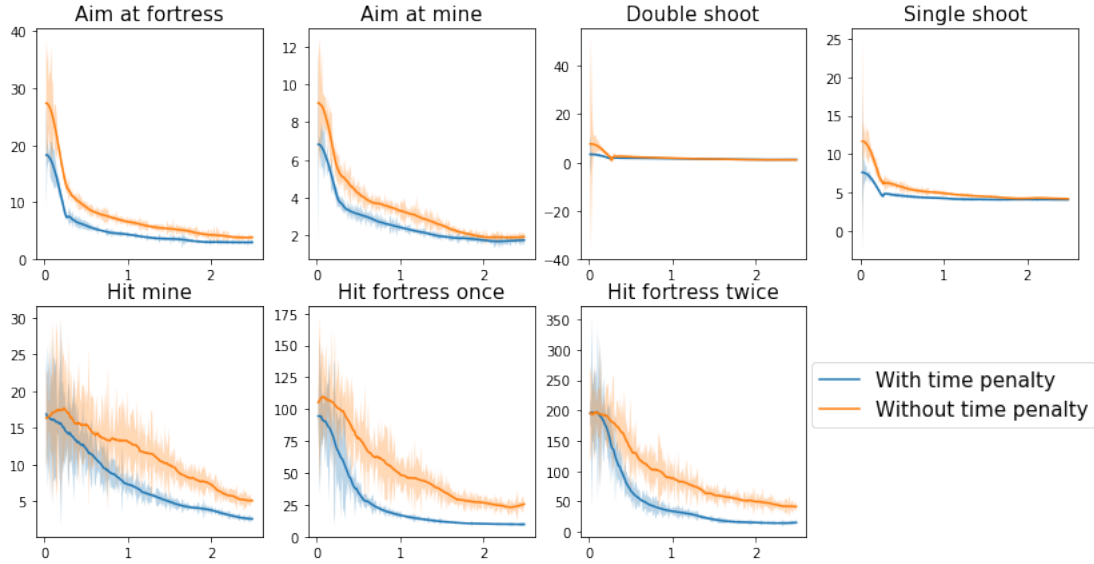 Aim at fortress
40
30
20
10
0
0 1 2
Aim at mine
12
10
8
6
4
2
0 1 2
Double shoot
40
20
0
−20
−40
0 1 2
Single shoot
25
20
15
10
5
0
0 1 2
Hit mine
30
25
20
15
10
5
0 1 2
Hit fortress once
175
150
125
100
75
50
25
0
0 1 2
Hit fortress twice
350
300
250
200
150
100
50
0
0 1 2
With time penalty
Without time penalty